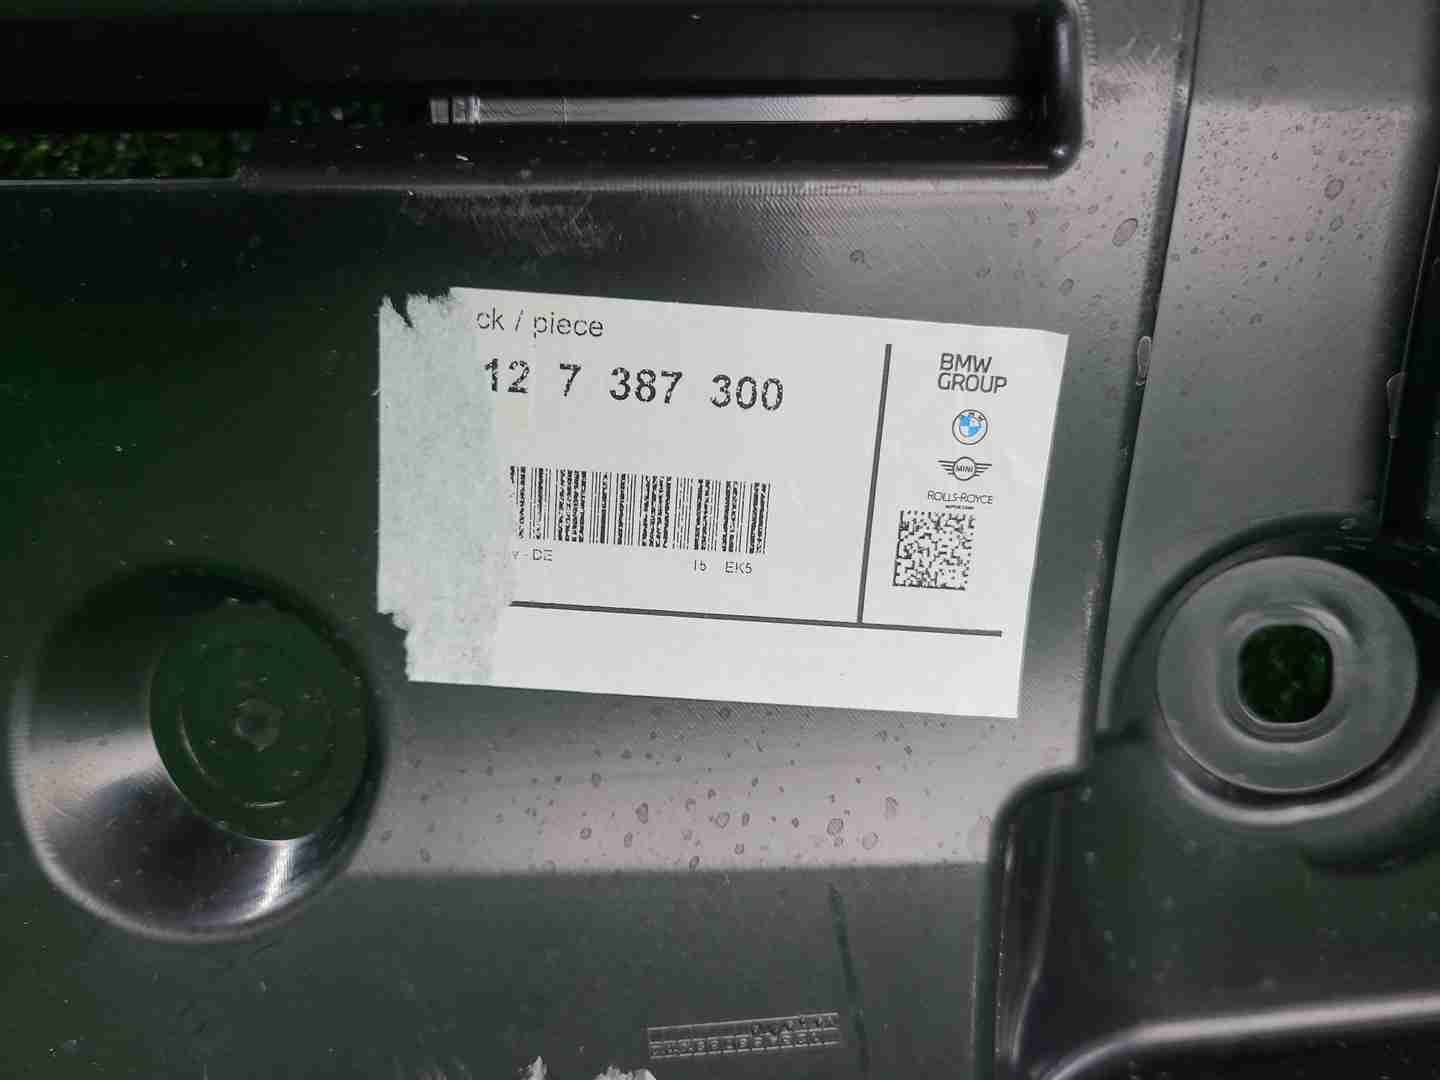 ck / piece
12 7 387 300
BMW
GROUP
MINI
ROLLS-ROYCE
- DE
15 EK5